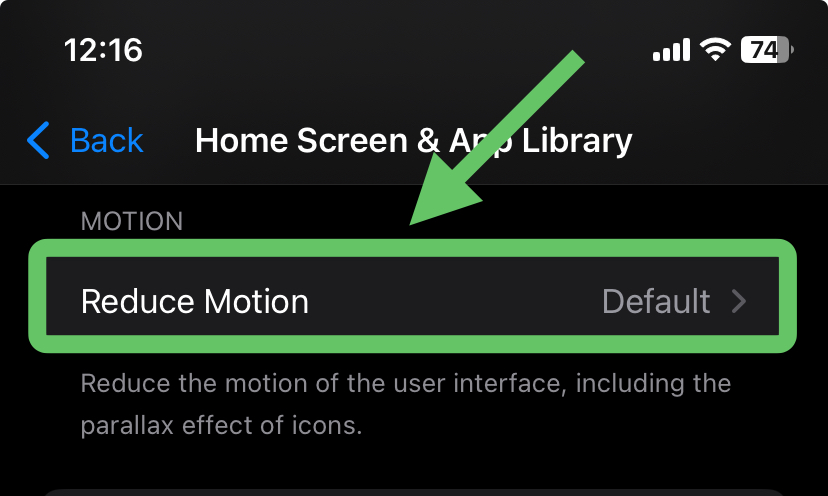 12:16
74
Back
Home Screen & App Library
MOTION
Reduce Motion
Default
Reduce the motion of the user interface, including the
parallax effect of icons.